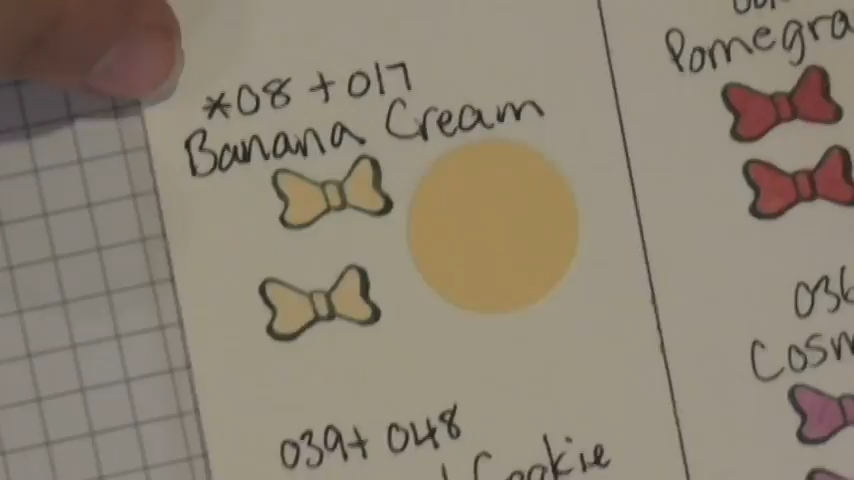 *08 + 017
Banana Cream
039+ 048
Cookie
Pomegra
036
Cosm